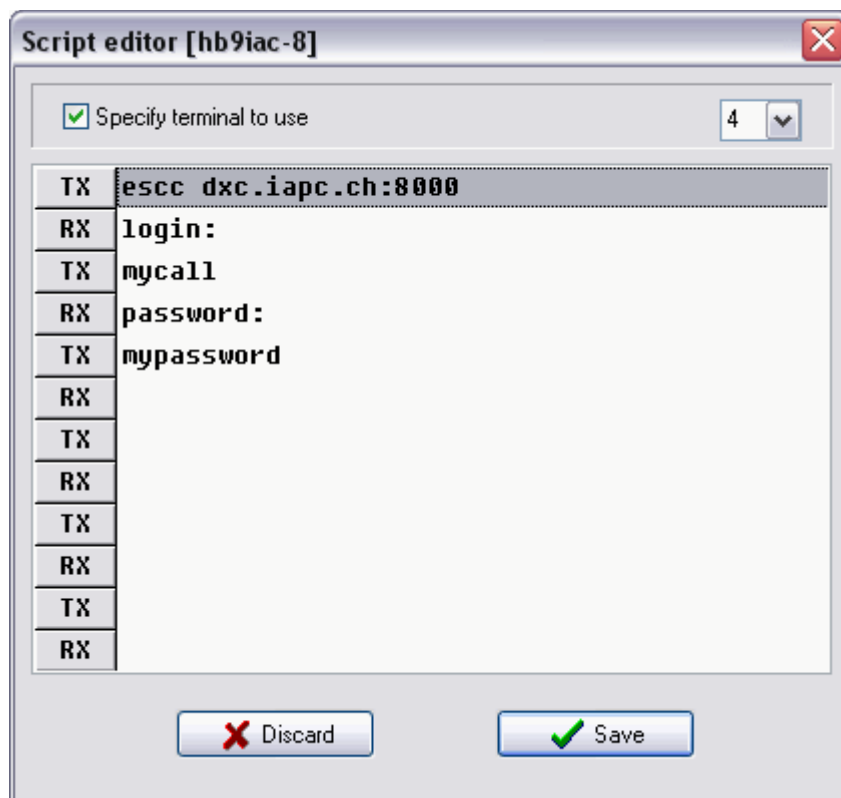 Script editor [hb9iac-8]
Specify terminal to use 4
TX escc dxc.iapc.ch:8000
RX login:
TX mycall
RX password:
TX mypassword
RX
TX
RX
TX
RX
TX
RX
Discard Save